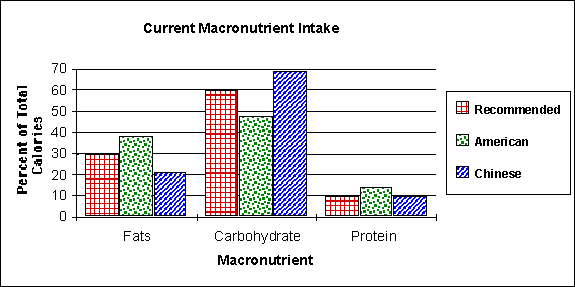 Current Macronutrient Intake
Percent of Total
Calories
70
60
50
40
30
20
10
0
Fats
Carbohydrate
Protein
Macronutrient
Recommended
American
Chinese